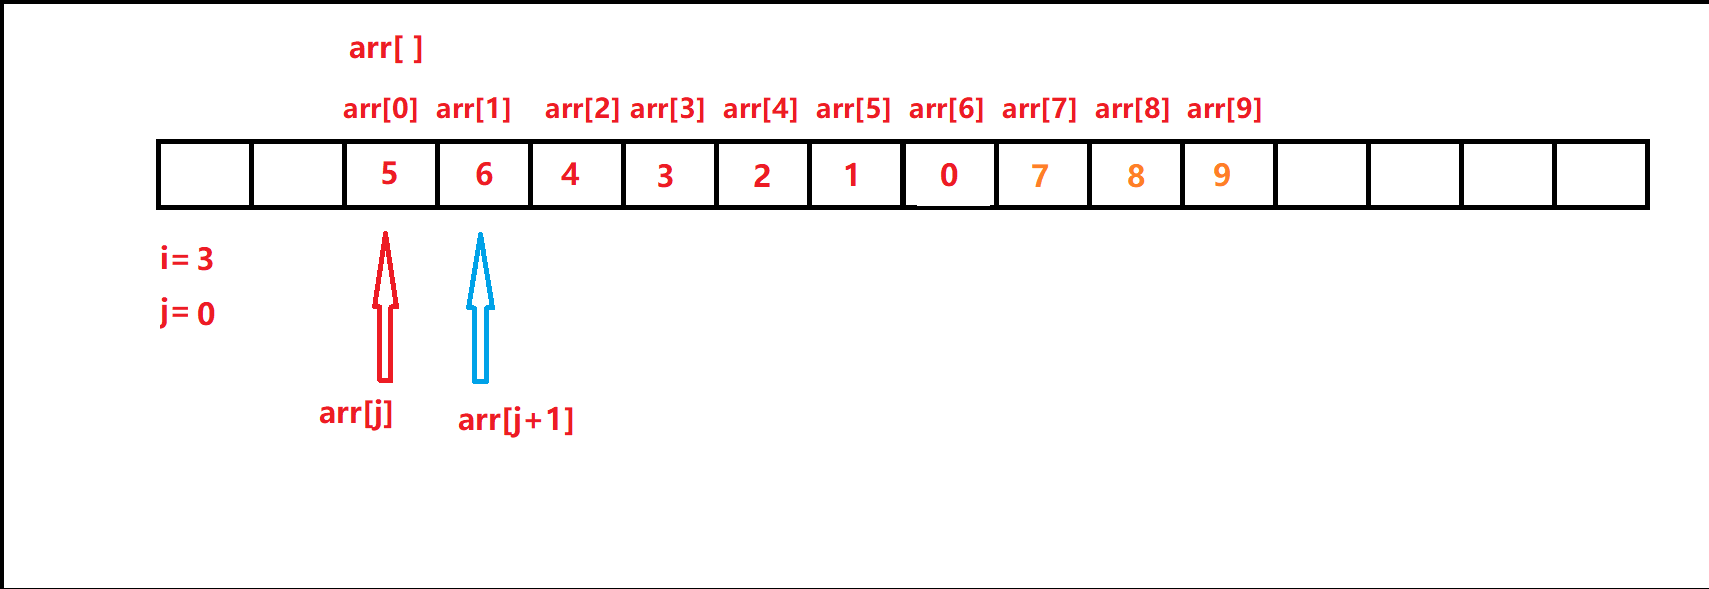 arr[ ]
arr[0] arr[1] arr[2] arr[3] arr[4] arr[5] arr[6] arr[7] arr[8] arr[9]
5 6 4 3 2 1 0 7 8 9
i= 3
j= 0
arr[j] arr[j+1]